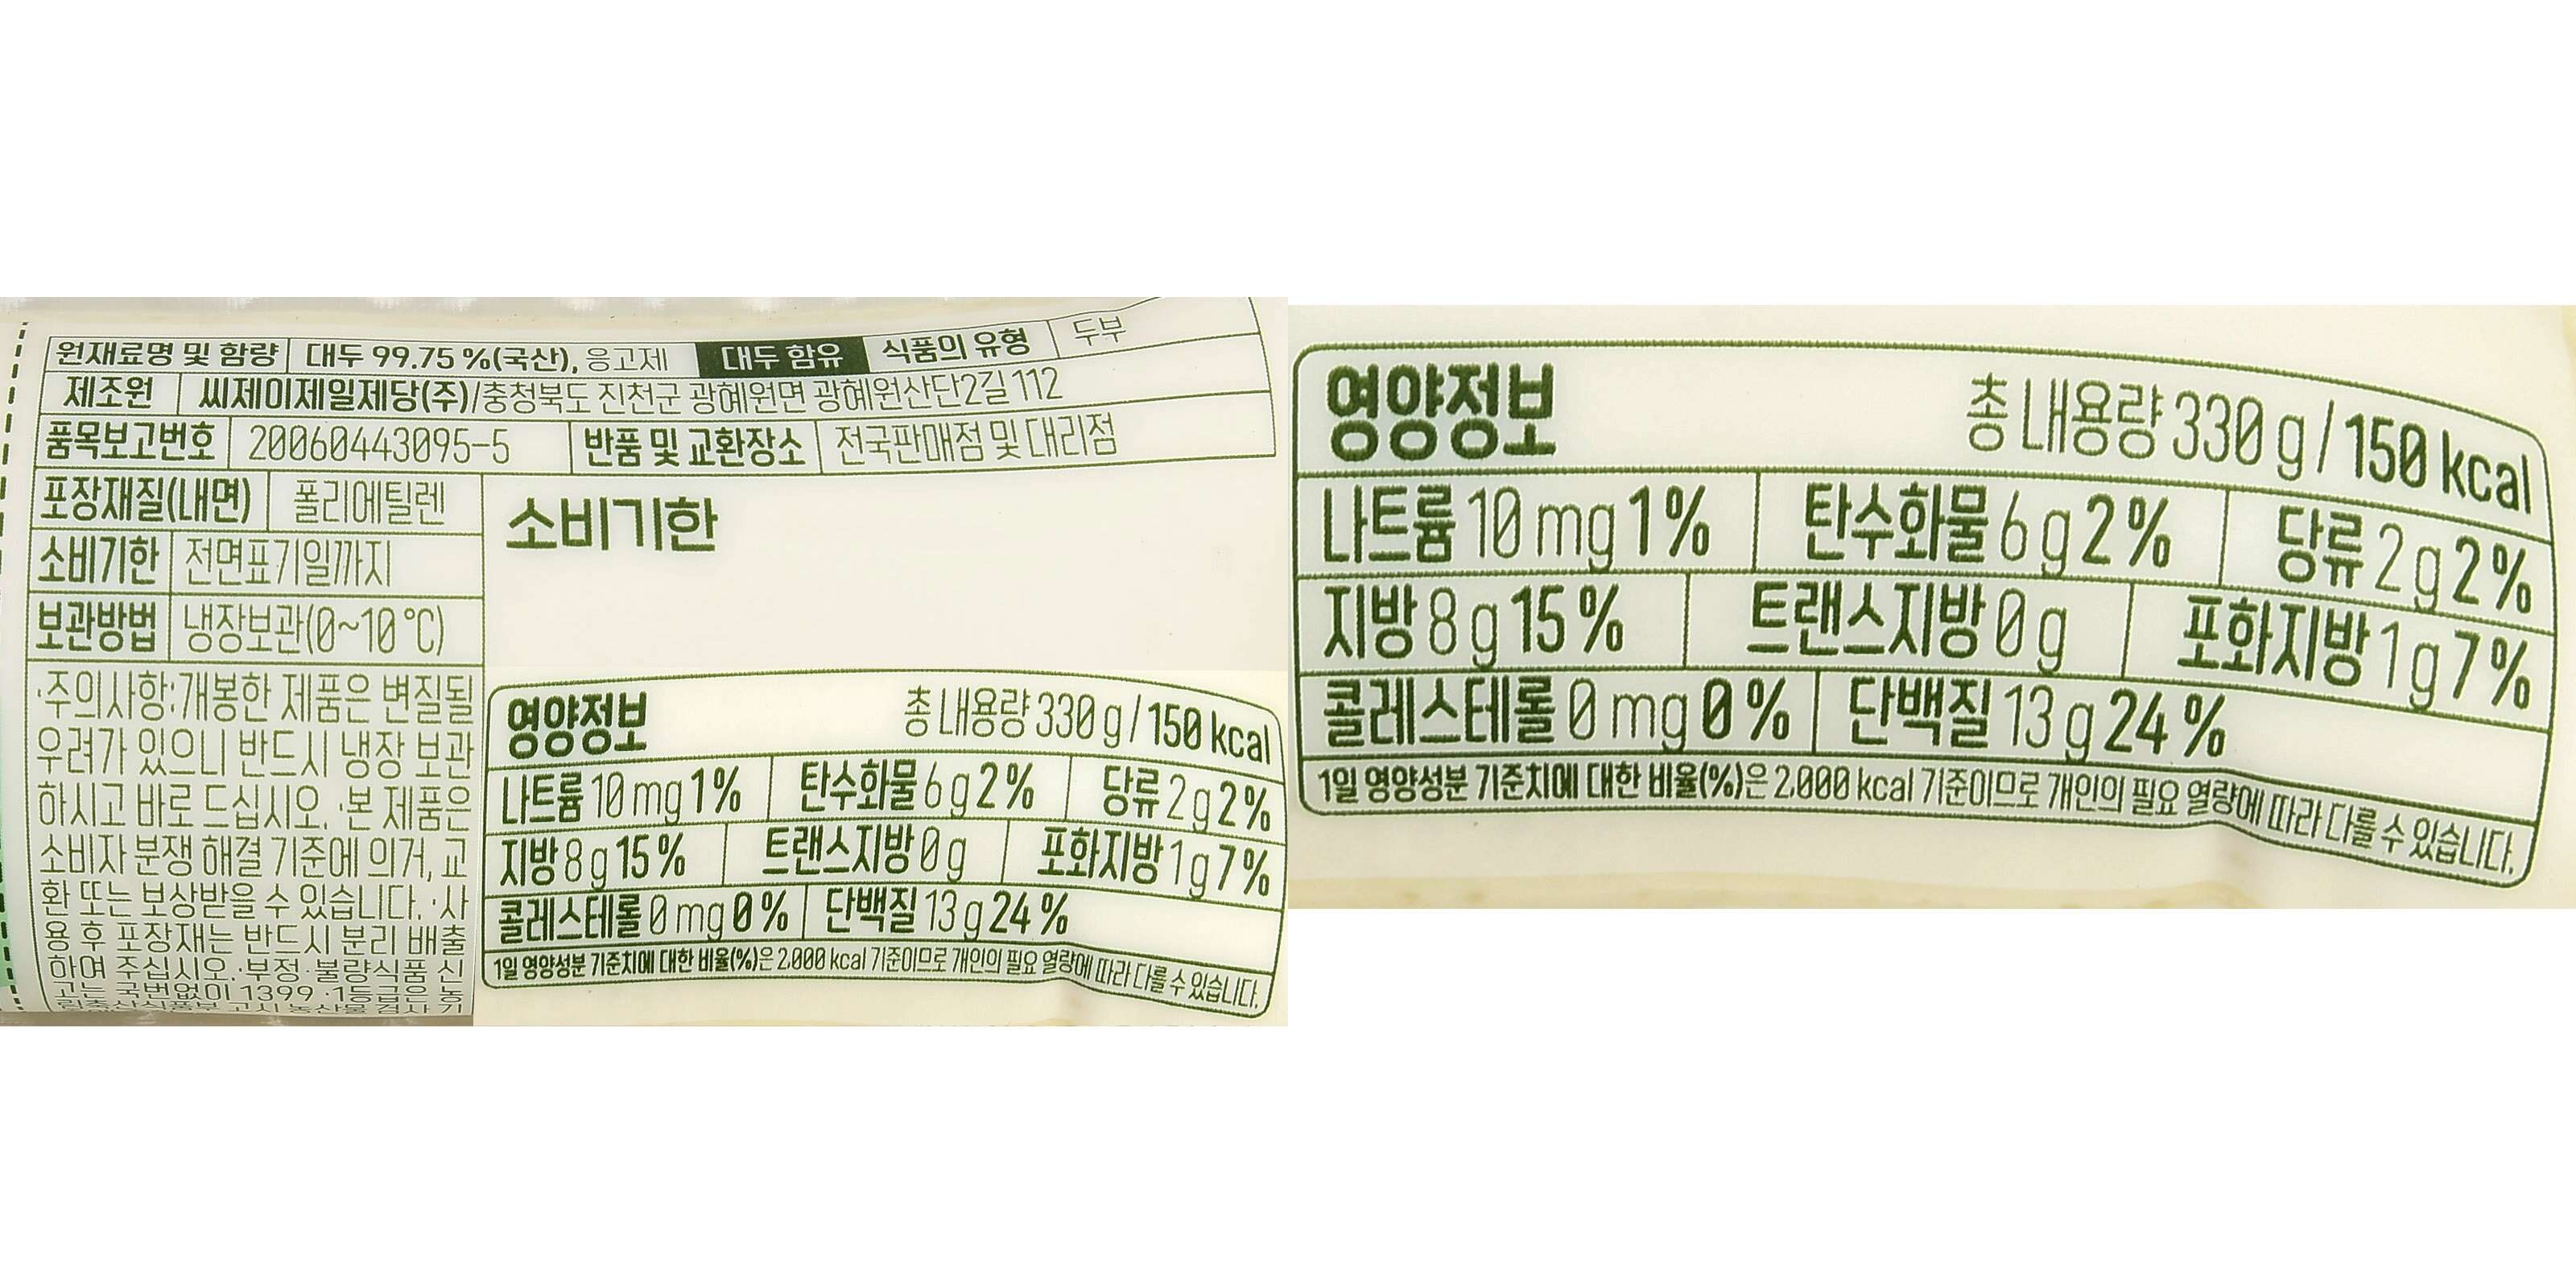 원재료명 및 함량 대두 99.75 %(국산), 응고제 대두 함유 식품의 유형 두부
제조원 씨제이제일제당(주)/충청북도 진천군 광혜원면 광혜원산단2길 112
품목보고번호 20060443095-5 반품 및 교환장소 전국판매점 및 대리점
포장재질(내면) 폴리에틸렌
소비기한 전면표기일까지
보관방법 냉장보관(0~10℃)
·주의사항:개봉한 제품은 변질될
우려가 있으니 반드시 냉장 보관
하시고 바로 드십시오. ·본 제품은
소비자 분쟁 해결 기준에 의거, 교
환 또는 보상받을 수 있습니다. ·사
용 후 포장재는 반드시 분리 배출
하여 주십시오.·부정·불량식품 신
고는 국번없이 1399 ·1등급은 농
림축산식품부 고시 농산물 검사 기
소비기한
영양정보 총 내용량 330 g/150 kcal
나트륨 10 mg 1% 탄수화물 6 g 2% 당류 2 g 2%
지방 8 g 15% 트랜스지방 0 g 포화지방 1 g 7%
콜레스테롤 0 mg 0% 단백질 13 g 24%
1일 영양성분 기준치에 대한 비율(%)은 2,000 kcal 기준이므로 개인의 필요 열량에 따라 다를 수 있습니다.
영양정보 총 내용량 330 g/150 kcal
나트륨 10 mg 1% 탄수화물 6 g 2% 당류 2 g 2%
지방 8 g 15% 트랜스지방 0 g 포화지방 1 g 7%
콜레스테롤 0 mg 0% 단백질 13 g 24%
1일 영양성분 기준치에 대한 비율(%)은 2,000 kcal 기준이므로 개인의 필요 열량에 따라 다를 수 있습니다.